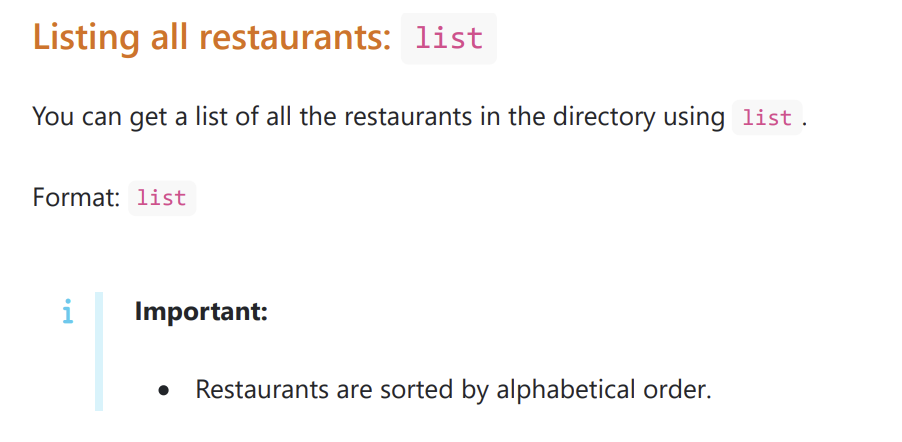 Listing all restaurants: list
You can get a list of all the restaurants in the directory using list.
Format: list
i Important:
• Restaurants are sorted by alphabetical order.